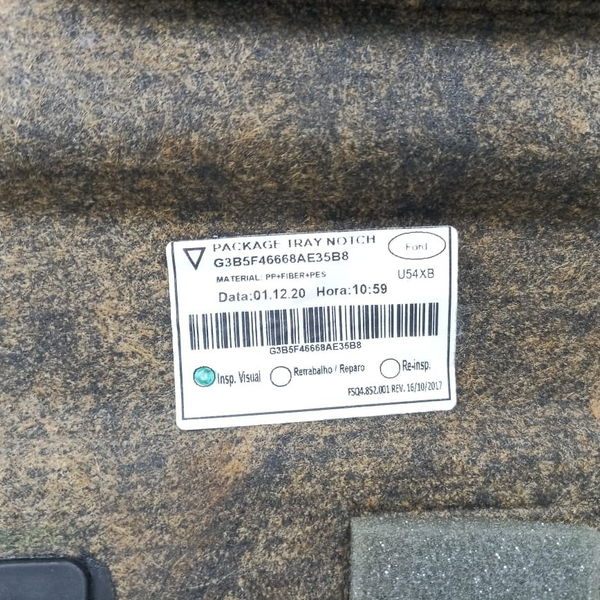 PACKAGE TRAY NOTCH
Ford
G3B5F46668AE35B8
MATERIAL: PP+FIBER+PES
U54XB
Data:01.12.20 Hora:10:59
G3B5F46668AE35B8
Insp. Visual
Retrabalho / Reparo
Re-insp.
FSQ4.852.001 REV. 16/10/2017